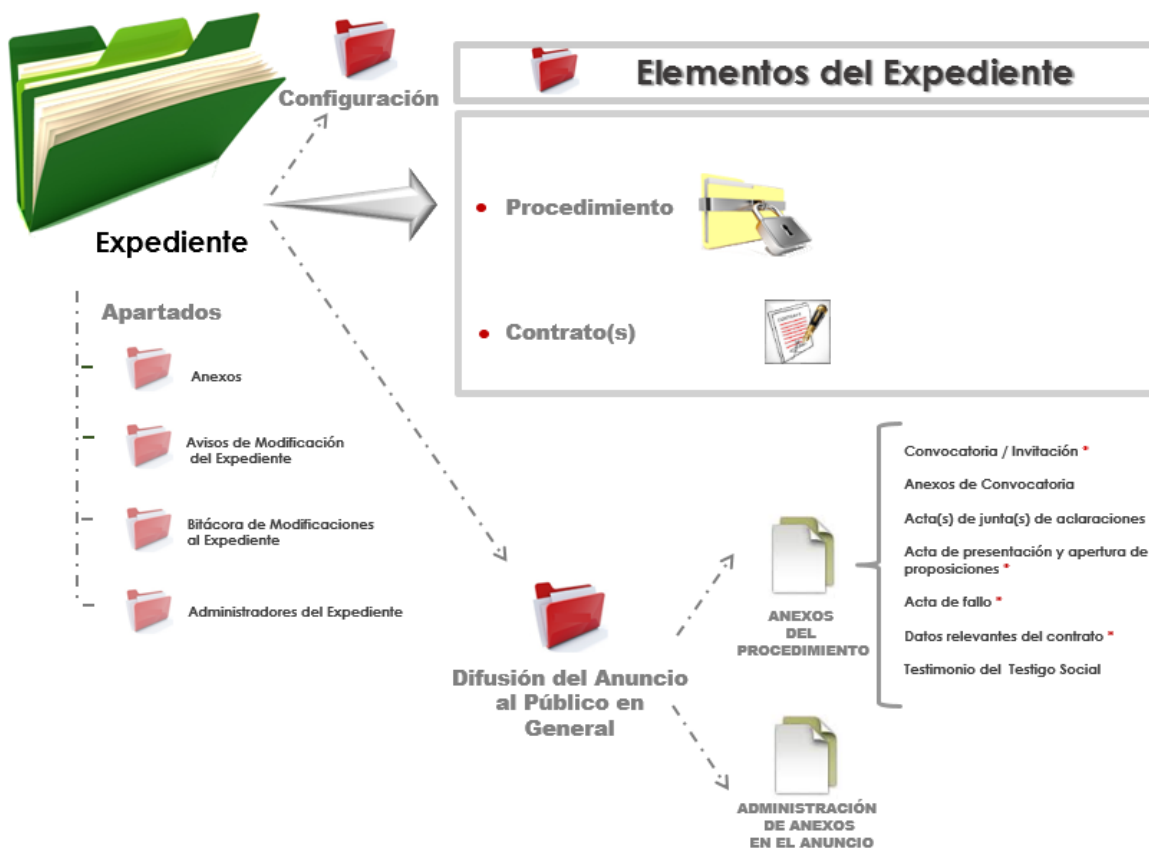 Configuración
Elementos del Expediente
Expediente
• Procedimiento
• Contrato(s)
CONTRATO
Apartados
Anexos
Avisos de Modificación
del Expediente
Bitácora de Modificaciones
al Expediente
Administradores del Expediente
Difusión del Anuncio
al Público en
General
ANEXOS
DEL
PROCEDIMIENTO
Convocatoria / Invitación *
Anexos de Convocatoria
Acta(s) de junta(s) de aclaraciones
Acta de presentación y apertura de
proposiciones *
Acta de fallo *
Datos relevantes del contrato *
Testimonio del Testigo Social
ADMINISTRACIÓN
DE ANEXOS
EN EL ANUNCIO